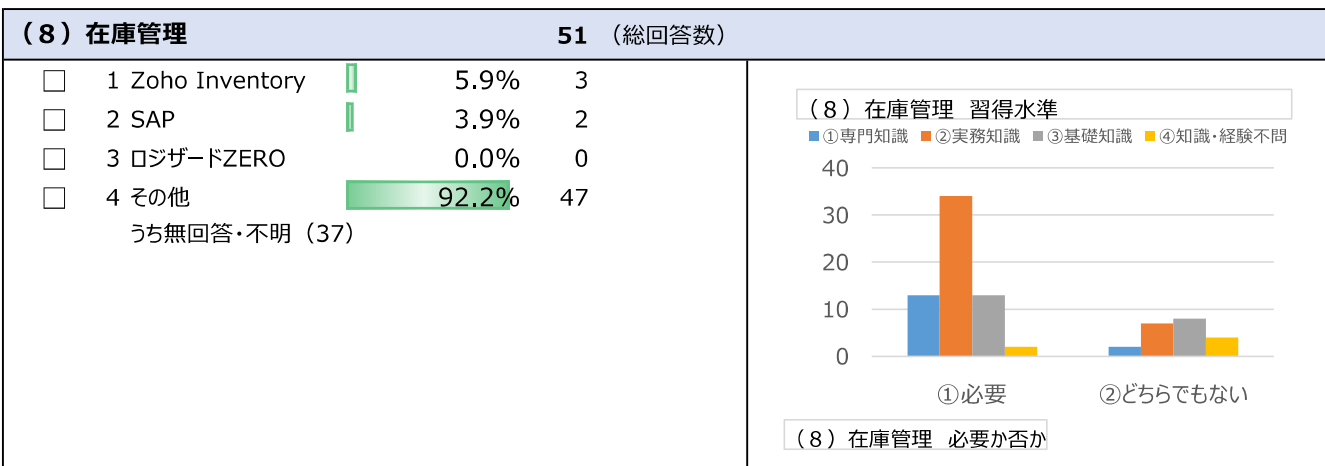 （8）在庫管理 51 （総回答数）
□ 1 Zoho Inventory 5.9% 3
□ 2 SAP 3.9% 2
□ 3 ロジザードZERO 0.0% 0
□ 4 その他 92.2% 47
うち無回答・不明（37）
（8）在庫管理 習得水準
①専門知識 ②実務知識 ③基礎知識 ④知識・経験不問
40
30
20
10
0
①必要 ②どちらでもない
（8）在庫管理 必要か否か